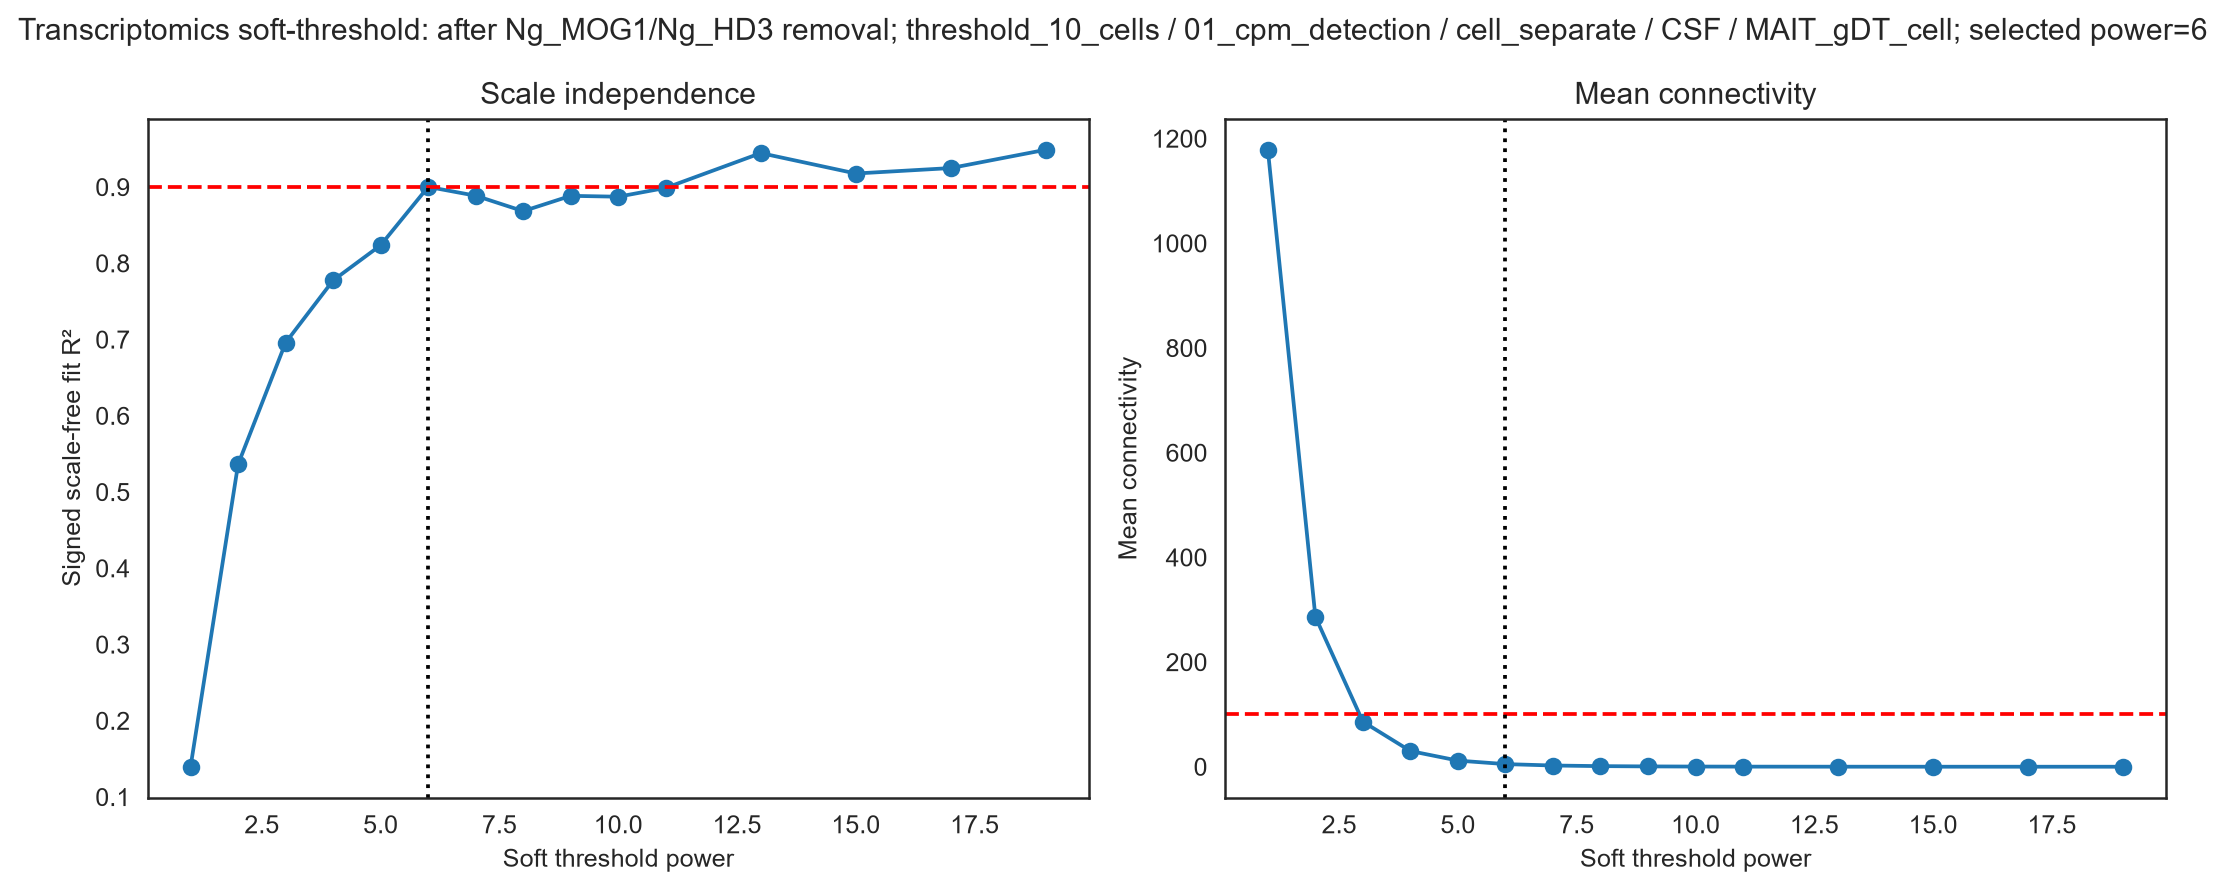 Transcriptomics soft-threshold: after Ng_MOG1/Ng_HD3 removal; threshold_10_cells / 01_cpm_detection / cell_separate / CSF / MAIT_gDT_cell; selected power=6
Scale independence
Signed scale-free fit R²
0.9
0.8
0.7
0.6
0.5
0.4
0.3
0.2
0.1
2.5 5.0 7.5 10.0 12.5 15.0 17.5
Soft threshold power
Mean connectivity
Mean connectivity
1200
1000
800
600
400
200
0
2.5 5.0 7.5 10.0 12.5 15.0 17.5
Soft threshold power